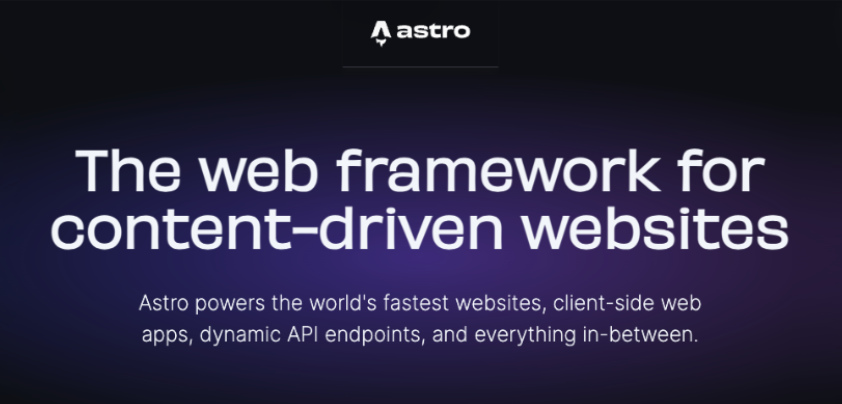 astro
The web framework for
content-driven websites
Astro powers the world's fastest websites, client-side web
apps, dynamic API endpoints, and everything in-between.